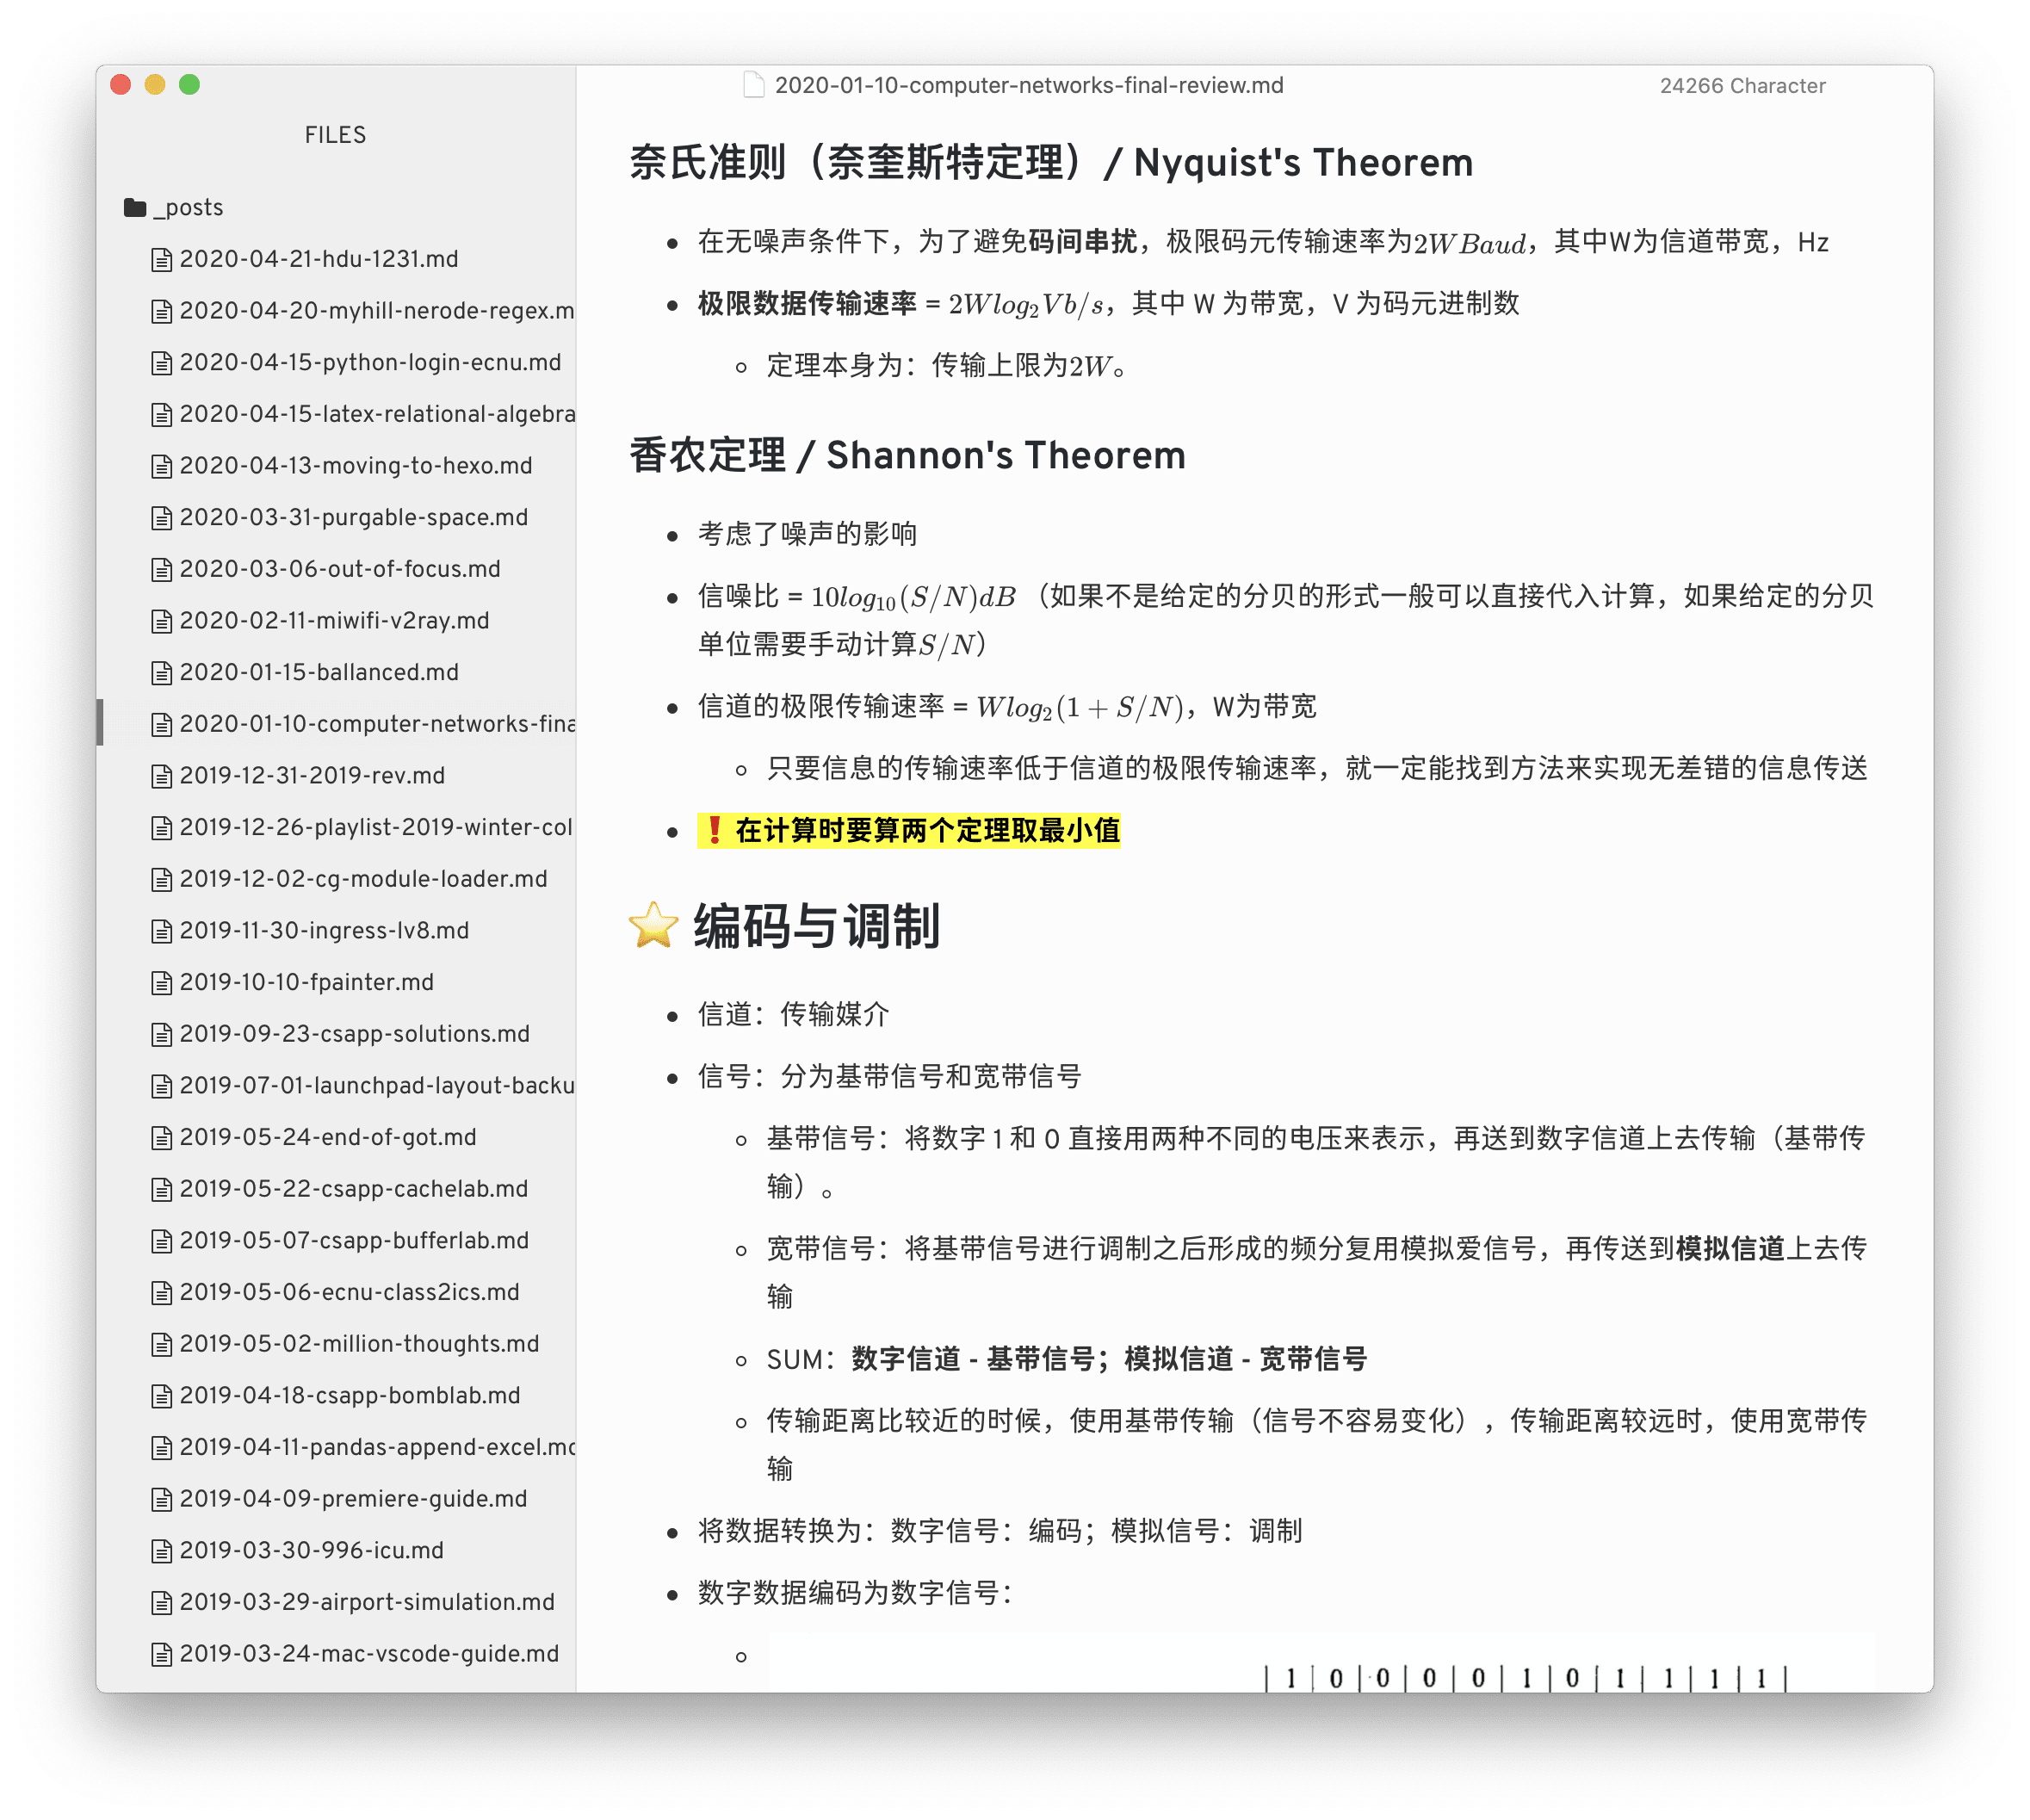 2020-01-10-computer-networks-final-review.md
24266 Character
FILES
_posts
2020-04-21-hdu-1231.md
2020-04-20-myhill-nerode-regex.m
2020-04-15-python-login-ecnu.md
2020-04-15-latex-relational-algebra
2020-04-13-moving-to-hexo.md
2020-03-31-purgable-space.md
2020-03-06-out-of-focus.md
2020-02-11-miwifi-v2ray.md
2020-01-15-ballanced.md
2020-01-10-computer-networks-fina
2019-12-31-2019-rev.md
2019-12-26-playlist-2019-winter-col
2019-12-02-cg-module-loader.md
2019-11-30-ingress-lv8.md
2019-10-10-fpainter.md
2019-09-23-csapp-solutions.md
2019-07-01-launchpad-layout-backu
2019-05-24-end-of-got.md
2019-05-22-csapp-cachelab.md
2019-05-07-csapp-bufferlab.md
2019-05-06-ecnu-class2ics.md
2019-05-02-million-thoughts.md
2019-04-18-csapp-bomblab.md
2019-04-11-pandas-append-excel.md
2019-04-09-premiere-guide.md
2019-03-30-996-icu.md
2019-03-29-airport-simulation.md
2019-03-24-mac-vscode-guide.md
奈氏准则（奈奎斯特定理）/ Nyquist's Theorem
在无噪声条件下，为了避免码间串扰，极限码元传输速率为2WBaud，其中W为信道带宽，Hz
极限数据传输速率 = 2Wlog₂Vb/s，其中 W 为带宽，V 为码元进制数
定理本身为：传输上限为2W。
香农定理 / Shannon's Theorem
考虑了噪声的影响
信噪比 = 10log₁₀(S/N)dB （如果不是给定的分贝的形式一般可以直接代入计算，如果给定的分贝
单位需要手动计算S/N）
信道的极限传输速率 = Wlog₂(1 + S/N)，W为带宽
只要信息的传输速率低于信道的极限传输速率，就一定能找到方法来实现无差错的信息传送
❗ 在计算时要算两个定理取最小值
⭐ 编码与调制
信道：传输媒介
信号：分为基带信号和宽带信号
基带信号：将数字 1 和 0 直接用两种不同的电压来表示，再送到数字信道上去传输（基带传
输）。
宽带信号：将基带信号进行调制之后形成的频分复用模拟爱信号，再传送到模拟信道上去传
输
SUM：数字信道 - 基带信号；模拟信道 - 宽带信号
传输距离比较近的时候，使用基带传输（信号不容易变化），传输距离较远时，使用宽带传
输
将数据转换为：数字信号：编码；模拟信号：调制
数字数据编码为数字信号：
1 0 0 0 0 1 0 1 1 1 1